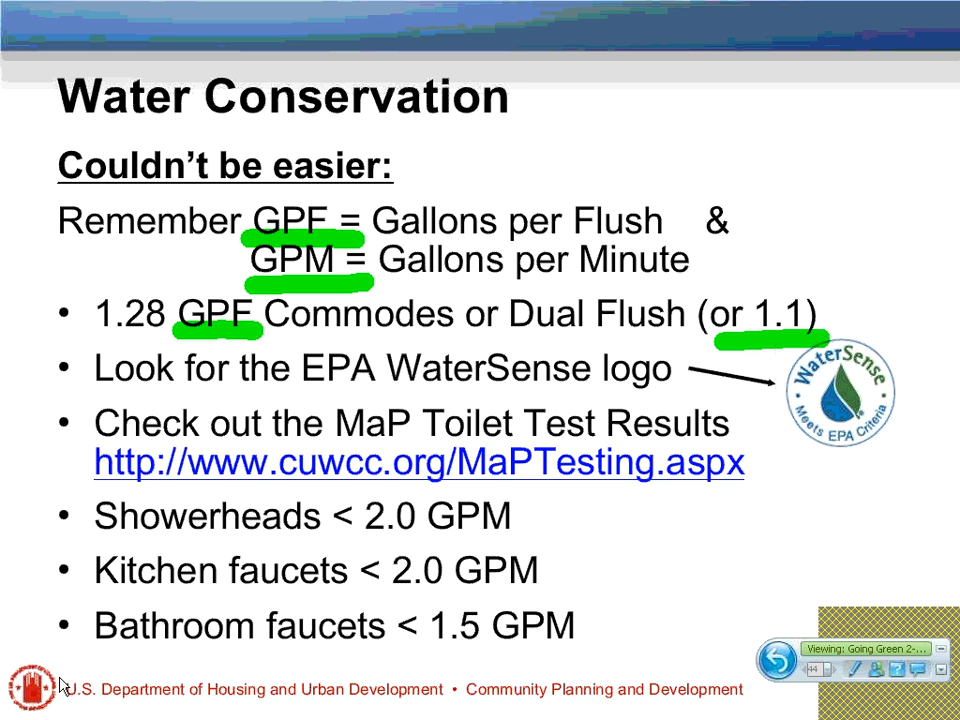 Water Conservation
Couldn't be easier:
Remember GPF = Gallons per Flush &
GPM = Gallons per Minute
• 1.28 GPF Commodes or Dual Flush (or 1.1)
• Look for the EPA WaterSense logo
WaterSense
• Meets EPA Criteria •
• Check out the MaP Toilet Test Results
http://www.cuwcc.org/MaPTesting.aspx
• Showerheads < 2.0 GPM
• Kitchen faucets < 2.0 GPM
• Bathroom faucets < 1.5 GPM
Viewing: Going Green 2-...
44
U.S. Department of Housing and Urban Development • Community Planning and Development